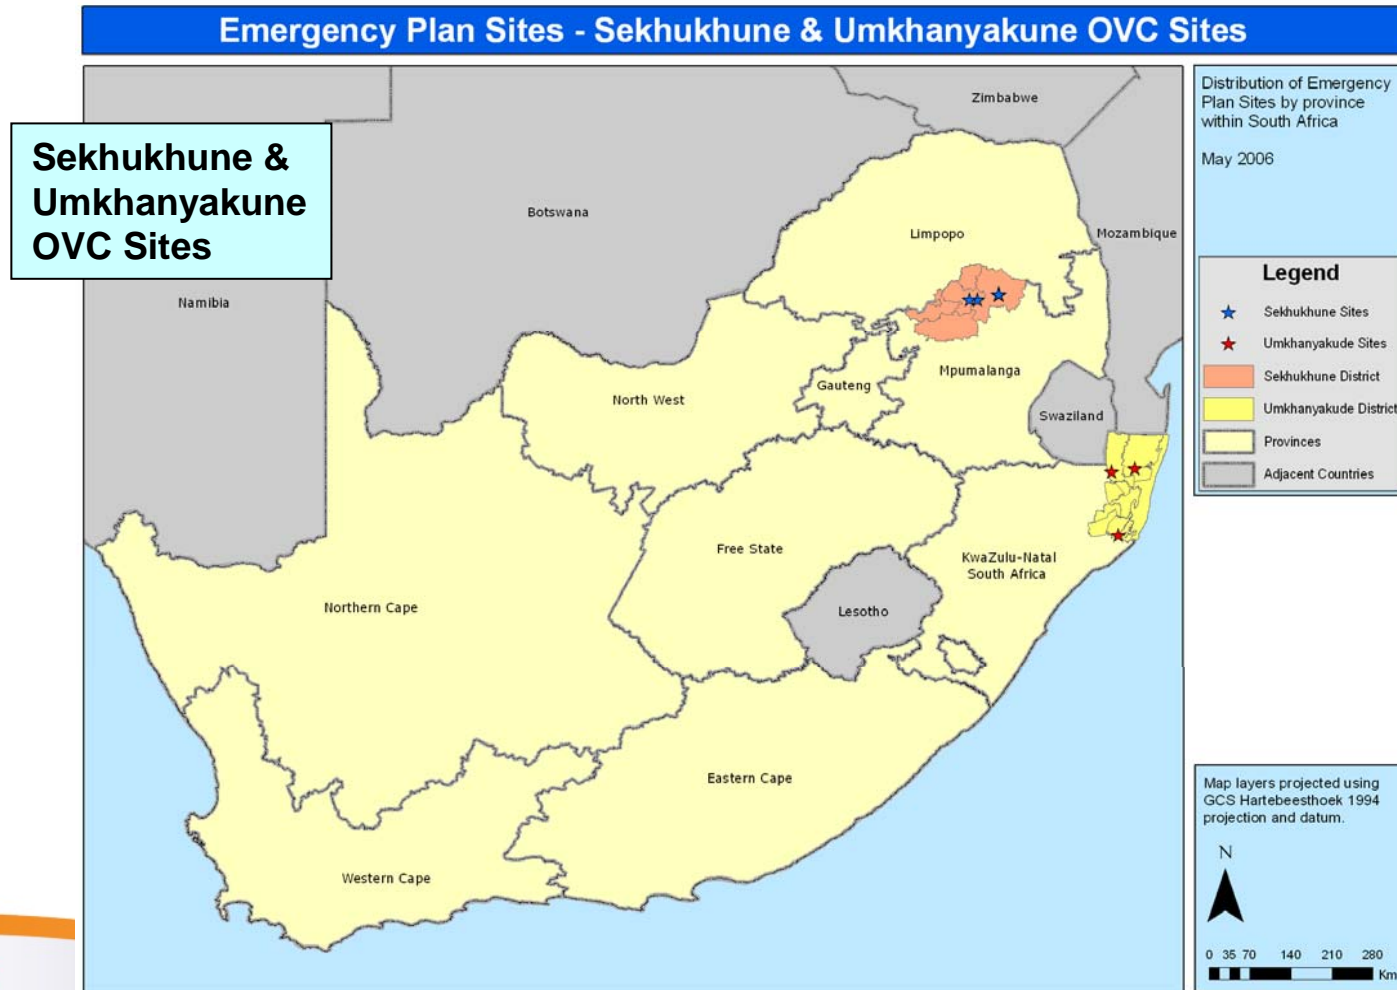 Emergency Plan Sites - Sekhukhune & Umkhanyakune OVC Sites
Sekhukhune &
Umkhanyakune
OVC Sites
Zimbabwe
Botswana
Limpopo
Mozambique
Namibia
Mpumalanga
Gauteng
North West
Swaziland
Free State
KwaZulu-Natal
South Africa
Northern Cape
Lesotho
Eastern Cape
Western Cape
Distribution of Emergency
Plan Sites by province
within South Africa
May 2006
Legend
Sekhukhune Sites
Umkhanyakude Sites
Sekhukhune District
Umkhanyakude District
Provinces
Adjacent Countries
Map layers projected using
GCS Hartebeesthoek 1994
projection and datum.
N
0 35 70 140 210 280
Km